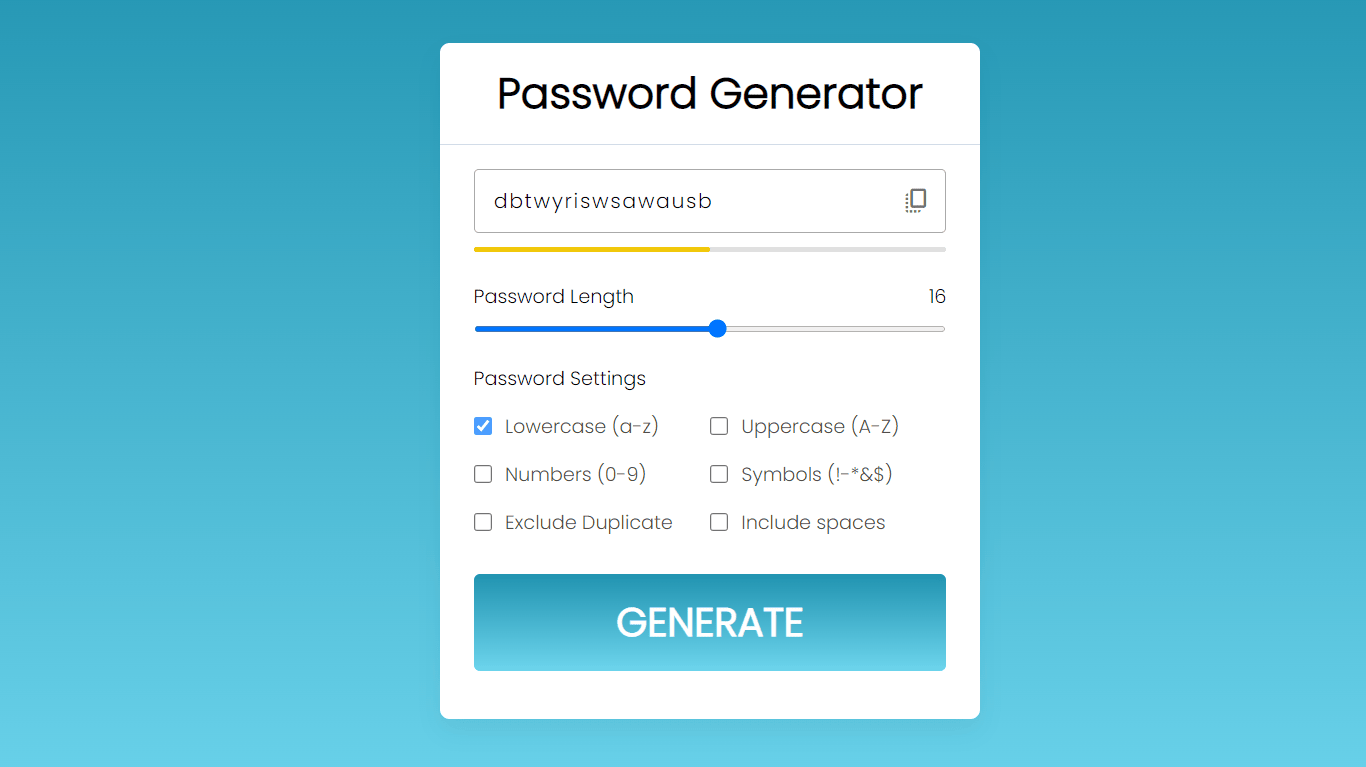 Password Generator
dbtwyriswsawausb
Password Length 16
Password Settings
Lowercase (a-z) Uppercase (A-Z)
Numbers (0-9) Symbols (!-*&$)
Exclude Duplicate Include spaces
GENERATE